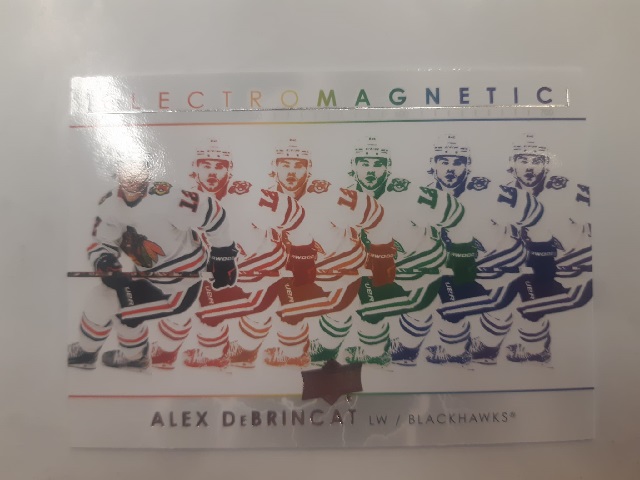 ELECTROMAGNETIC
ALEX DeBRINCAT LW / BLACKHAWKS®